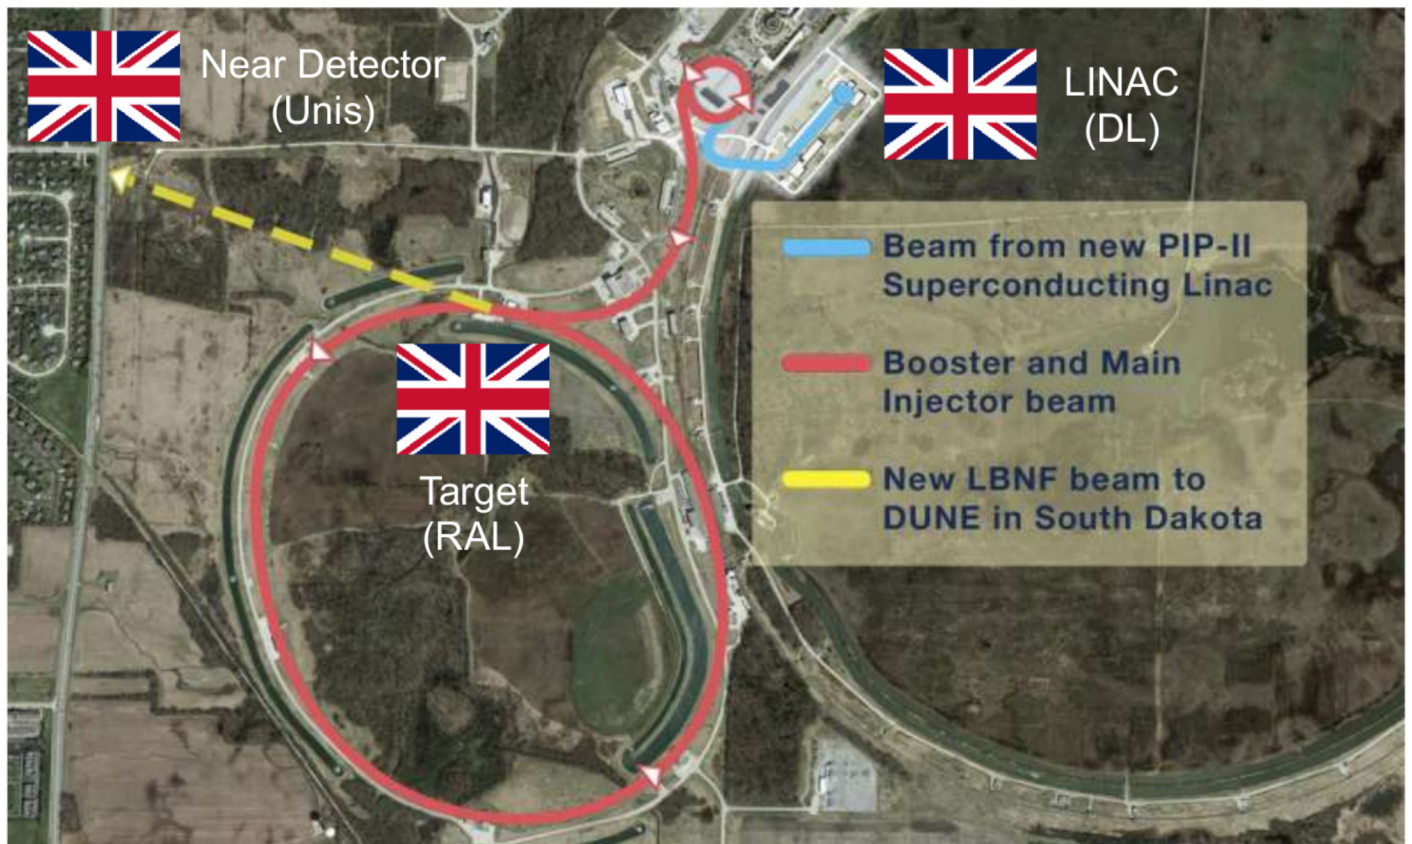 Near Detector
(Unis)
LINAC
(DL)
Beam from new PIP-II
Superconducting Linac
Booster and Main
Injector beam
New LBNF beam to
DUNE in South Dakota
Target
(RAL)